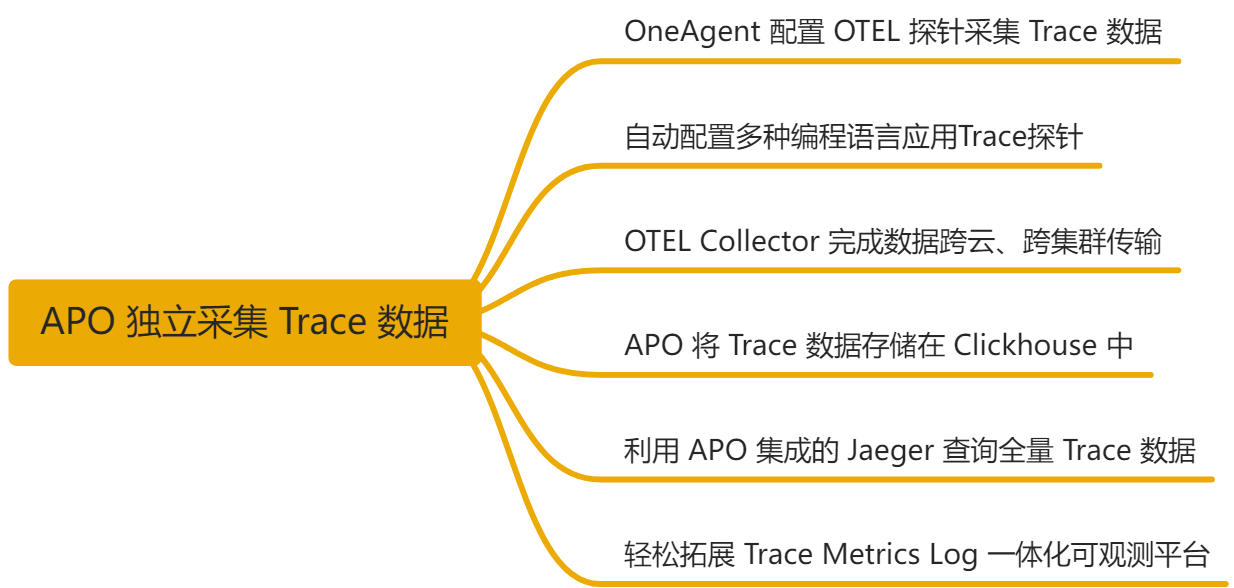 OneAgent 配置 OTEL 探针采集 Trace 数据
自动配置多种编程语言应用Trace探针
OTEL Collector 完成数据跨云、跨集群传输
APO 独立采集 Trace 数据
APO 将 Trace 数据存储在 Clickhouse 中
利用 APO 集成的 Jaeger 查询全量 Trace 数据
轻松拓展 Trace Metrics Log 一体化可观测平台